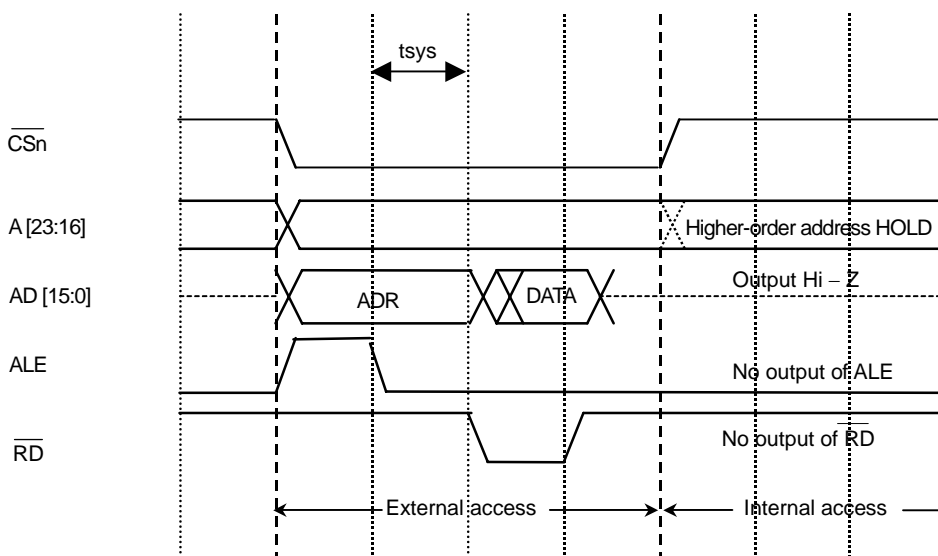 tsys
CSn
A [23:16]
Higher-order address HOLD
AD [15:0]
ADR
DATA
Output Hi – Z
ALE
No output of ALE
RD
No output of RD
External access
Internal access